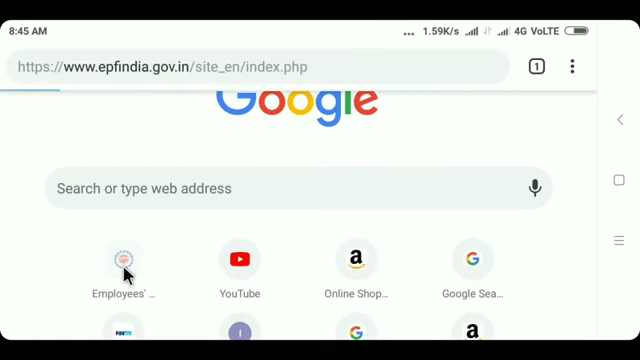 8:45 AM
... 1.59K/s 4G VoLTE
https://www.epfindia.gov.in/site_en/index.php
1
Google
Search or type web address
Employees' ...
YouTube
Online Shop...
Google Sea...